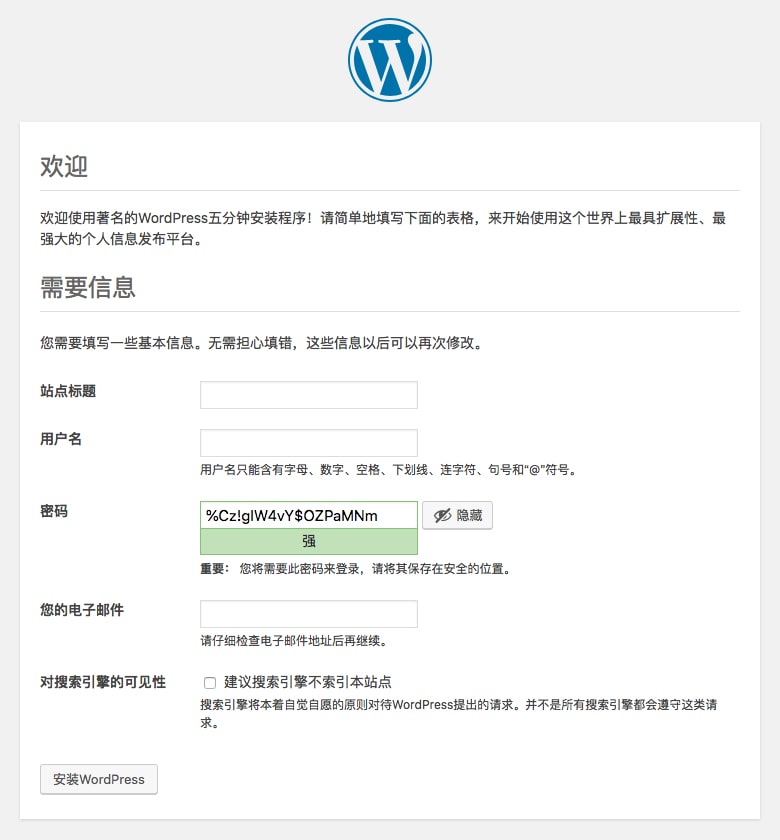 欢迎
欢迎使用著名的WordPress五分钟安装程序！请简单地填写下面的表格，来开始使用这个世界上最具扩展性、最
强大的个人信息发布平台。
需要信息
您需要填写一些基本信息。无需担心填错，这些信息以后可以再次修改。
站点标题
用户名
用户名只能含有字母、数字、空格、下划线、连字符、句号和“@”符号。
密码
%Cz!glW4vY$OZPaMNm
隐藏
强
重要： 您将需要此密码来登录，请将其保存在安全的位置。
您的电子邮件
请仔细检查电子邮件地址后再继续。
对搜索引擎的可见性
建议搜索引擎不索引本站点
搜索引擎将本着自觉自愿的原则对待WordPress提出的请求。并不是所有搜索引擎都会遵守这类请
求。
安装WordPress